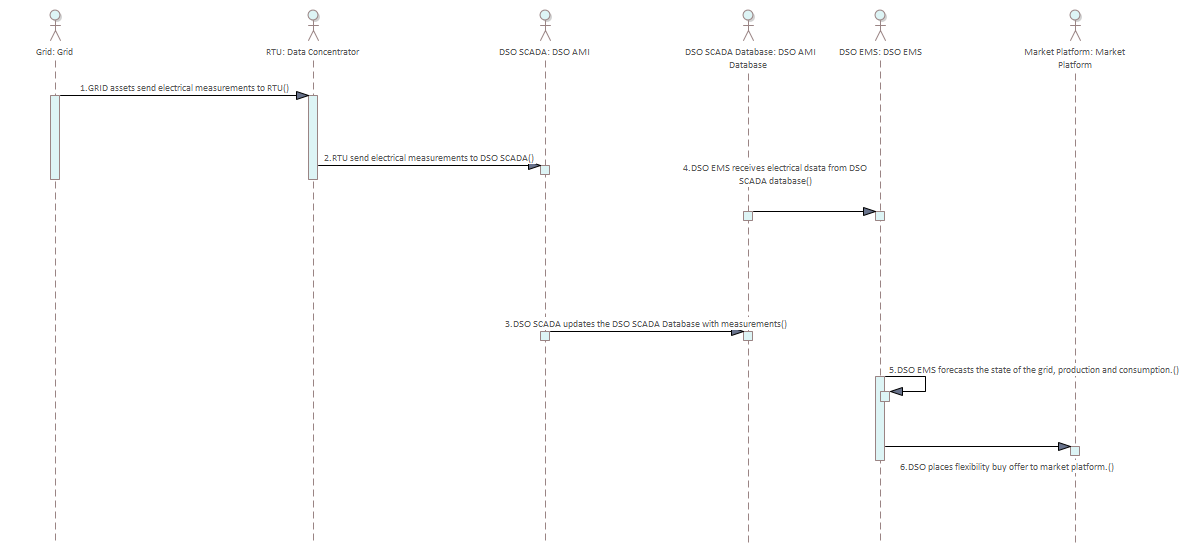 Grid: Grid
RTU: Data Concentrator
DSO SCADA: DSO AMI
DSO SCADA Database: DSO AMI
Database
DSO EMS: DSO EMS
Market Platform: Market
Platform
1.GRID assets send electrical measurements to RTU()
2.RTU send electrical measurements to DSO SCADA()
4.DSO EMS receives electrical dsata from DSO
SCADA database()
3.DSO SCADA updates the DSO SCADA Database with measurements()
5.DSO EMS forecasts the state of the grid, production and consumption.()
6.DSO places flexibility buy offer to market platform.()